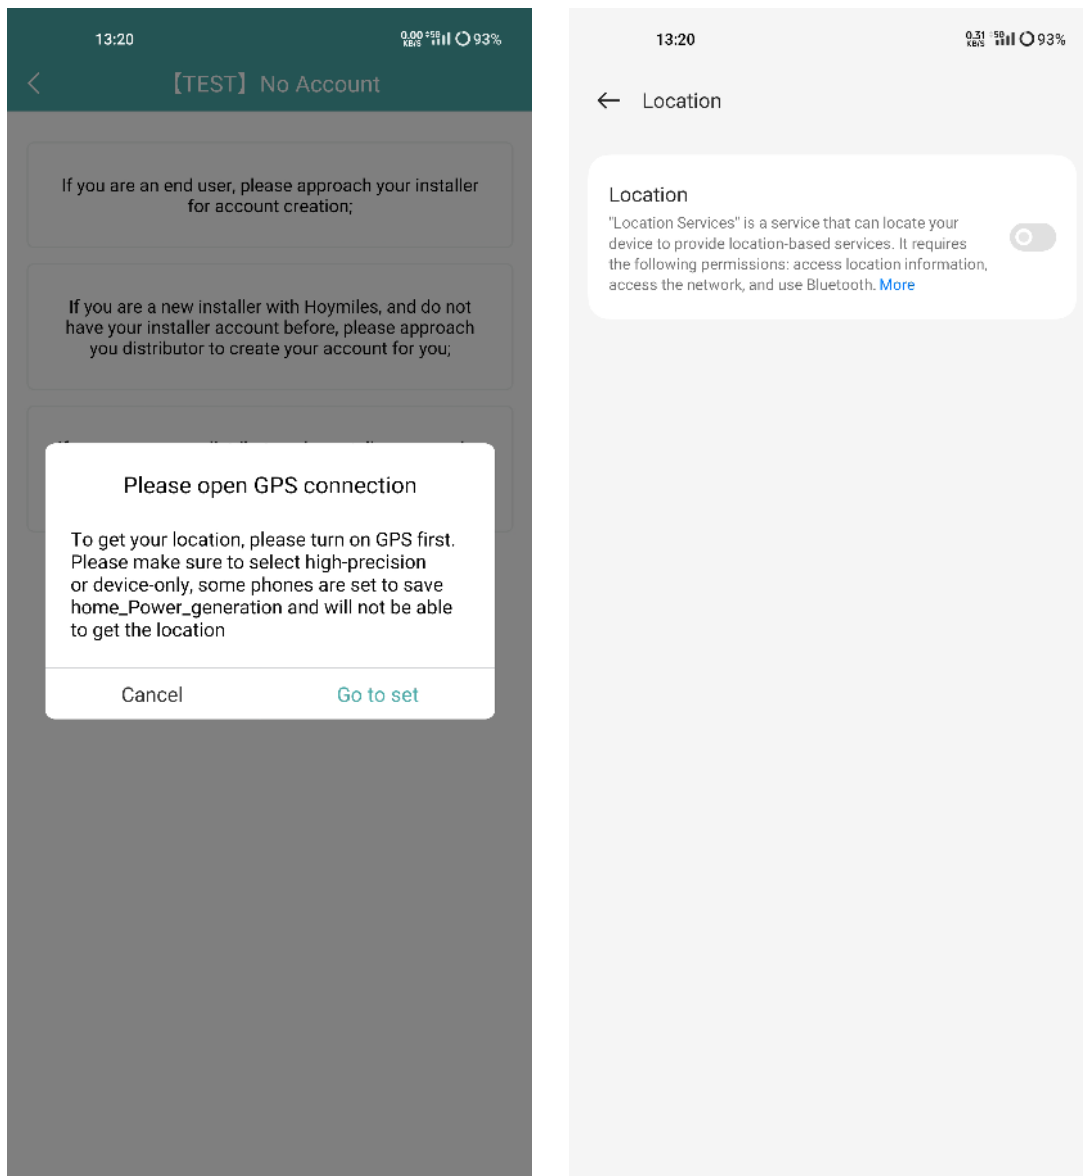 13:20
0.00 KB/S 5G 93%
【TEST】No Account
If you are an end user, please approach your installer
for account creation;
If you are a new installer with Hoymiles, and do not
have your installer account before, please approach
you distributor to create your account for you;
Please open GPS connection
To get your location, please turn on GPS first.
Please make sure to select high-precision
or device-only, some phones are set to save
home_Power_generation and will not be able
to get the location
Cancel
Go to set
13:20
0.31 KB/S 5G 93%
Location
Location
"Location Services" is a service that can locate your
device to provide location-based services. It requires
the following permissions: access location information,
access the network, and use Bluetooth. More